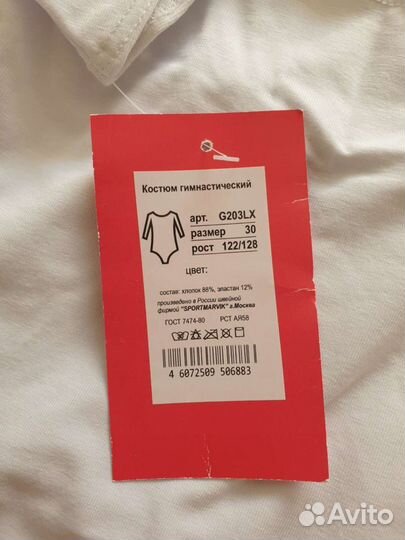 Костюм гимнастический
арт. G203LX
размер 30
рост 122/128
цвет:
состав: хлопок 88%, эластан 12%
произведено в России швейной
фирмой "SPORTMARVIK" г.Москва
ГОСТ 7474-80 РСТ АЯ58
4 6072509 506883
Avito